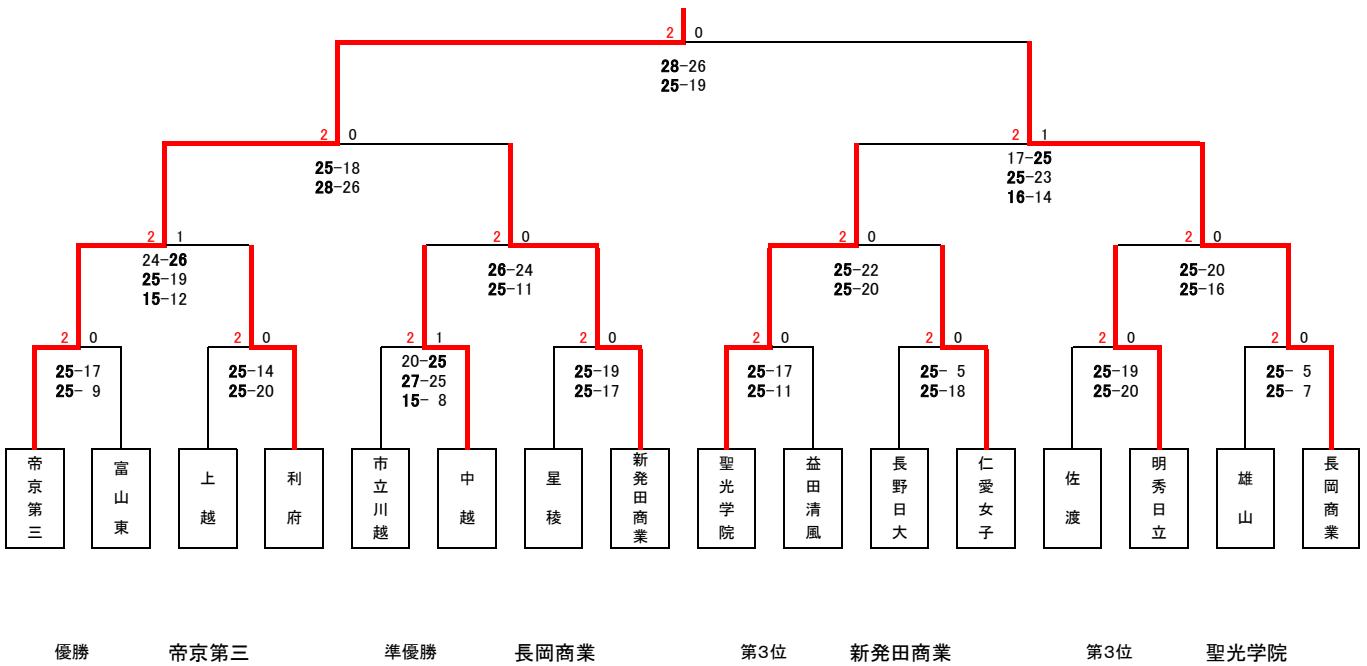 2 0
28-26
25-19
2 0
25-18
28-26
2 1
17-25
25-23
16-14
2 1
24-26
25-19
15-12
2 0
26-24
25-11
2 0
25-22
25-20
2 0
25-20
25-16
2 0
25-17
25- 9
2 0
25-14
25-20
2 1
20-25
27-25
15- 8
2 0
25-19
25-17
2 0
25-17
25-11
2 0
25- 5
25-18
2 0
25-19
25-20
2 0
25- 5
25- 7
帝京第三
富山東
上越
利府
市立川越
中越
星稜
新発田商業
聖光学院
益田清風
長野日大
仁愛女子
佐渡
明秀日立
雄山
長岡商業
優勝 帝京第三 準優勝 長岡商業 第3位 新発田商業 第3位 聖光学院